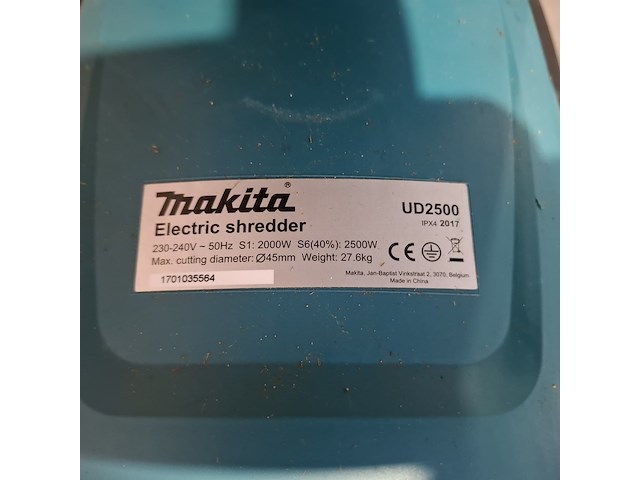 makita®
Electric shredder
UD2500
IPX4 2017
230-240V ~ 50Hz S1: 2000W S6(40%): 2500W
Max. cutting diameter: Ø45mm Weight: 27.6kg
1701035564
CE
Makita, Jan-Baptist Vinkstraat 2, 3070, Belgium
Made in China